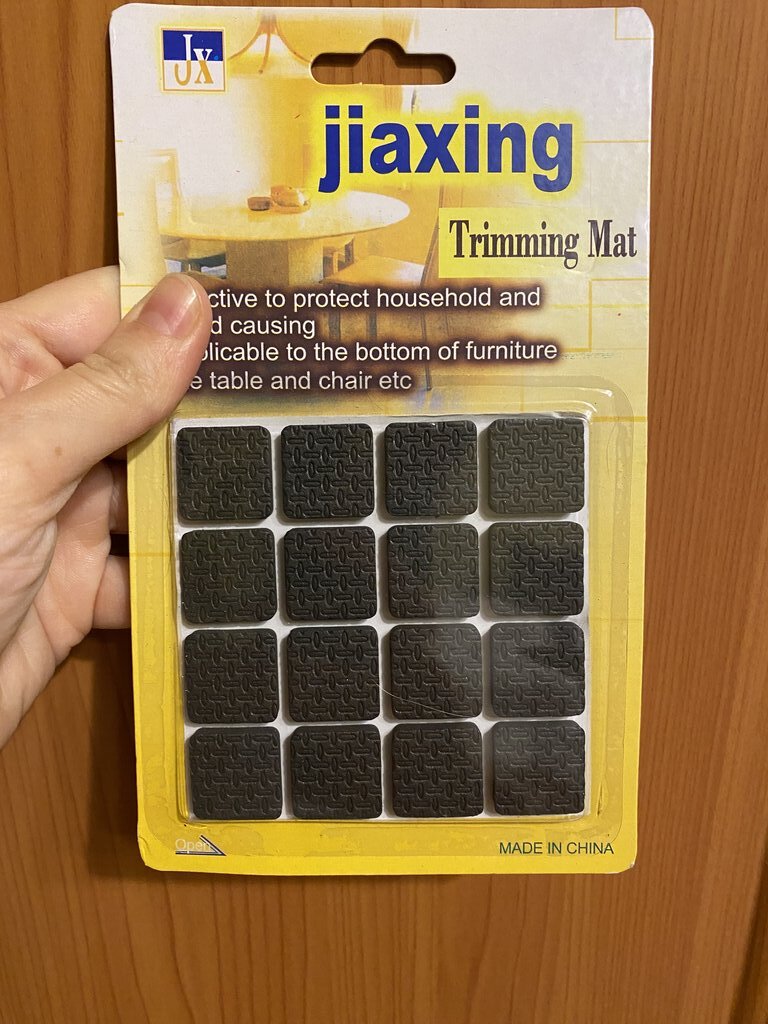 Jx
jiaxing
Trimming Mat
ctive to protect household and
d causing
plicable to the bottom of furniture
e table and chair etc
Open
MADE IN CHINA